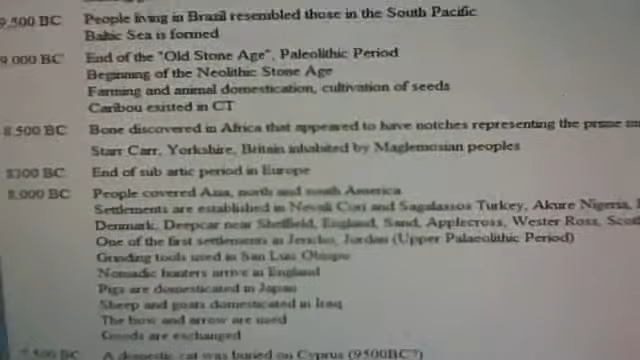 9,500 BC People living in Brazil resembled those in the South Pacific
Baltic Sea is formed
9,000 BC End of the "Old Stone Age", Paleolithic Period
Beginning of the Neolithic Stone Age
Farming and animal domestication, cultivation of seeds
Caribou existed in CT
8,500 BC Bone discovered in Africa that appeared to have notches representing the prime
Starr Carr, Yorkshire, Britain inhabited by Maglemosian peoples
8300 BC End of sub artic period in Europe
8,000 BC People covered Asia, north and south America
Settlements are established in Nevali Cori and Sagalassos Turkey, Akure Nigeria,
Denmark, Deepcar near Sheffield, England, Sand, Applecross, Wester Ross,
One of the first settlements in Jericho, Jordan (Upper Palaeolithic Period)
Grinding tools used in San Luis Obispo
Nomadic hunters arrive in England
Pigs are domesticated in Japan
Sheep and goats domesticated in Iraq
The bow and arrow are used
Goods are exchanged
7,500 BC A domestic cat was buried on Cyprus (9500BC?)